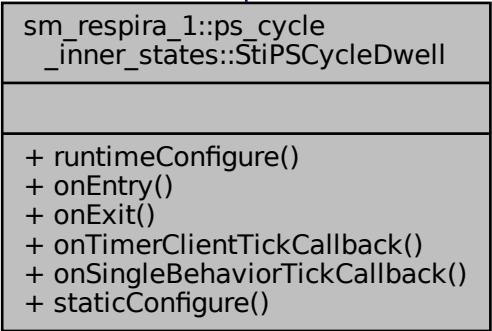 sm_respira_1::ps_cycle
_inner_states::StiPSCycleDwell
+ runtimeConfigure()
+ onEntry()
+ onExit()
+ onTimerClientTickCallback()
+ onSingleBehaviorTickCallback()
+ staticConfigure()